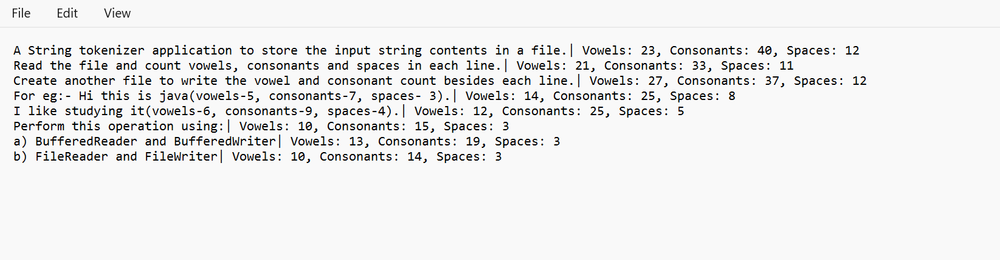 File Edit View
A String tokenizer application to store the input string contents in a file.| Vowels: 23, Consonants: 40, Spaces: 12
Read the file and count vowels, consonants and spaces in each line.| Vowels: 21, Consonants: 33, Spaces: 11
Create another file to write the vowel and consonant count besides each line.| Vowels: 27, Consonants: 37, Spaces: 12
For eg:- Hi this is java(vowels-5, consonants-7, spaces- 3).| Vowels: 14, Consonants: 25, Spaces: 8
I like studying it(vowels-6, consonants-9, spaces-4).| Vowels: 12, Consonants: 25, Spaces: 5
Perform this operation using:| Vowels: 10, Consonants: 15, Spaces: 3
a) BufferedReader and BufferedWriter| Vowels: 13, Consonants: 19, Spaces: 3
b) FileReader and FileWriter| Vowels: 10, Consonants: 14, Spaces: 3